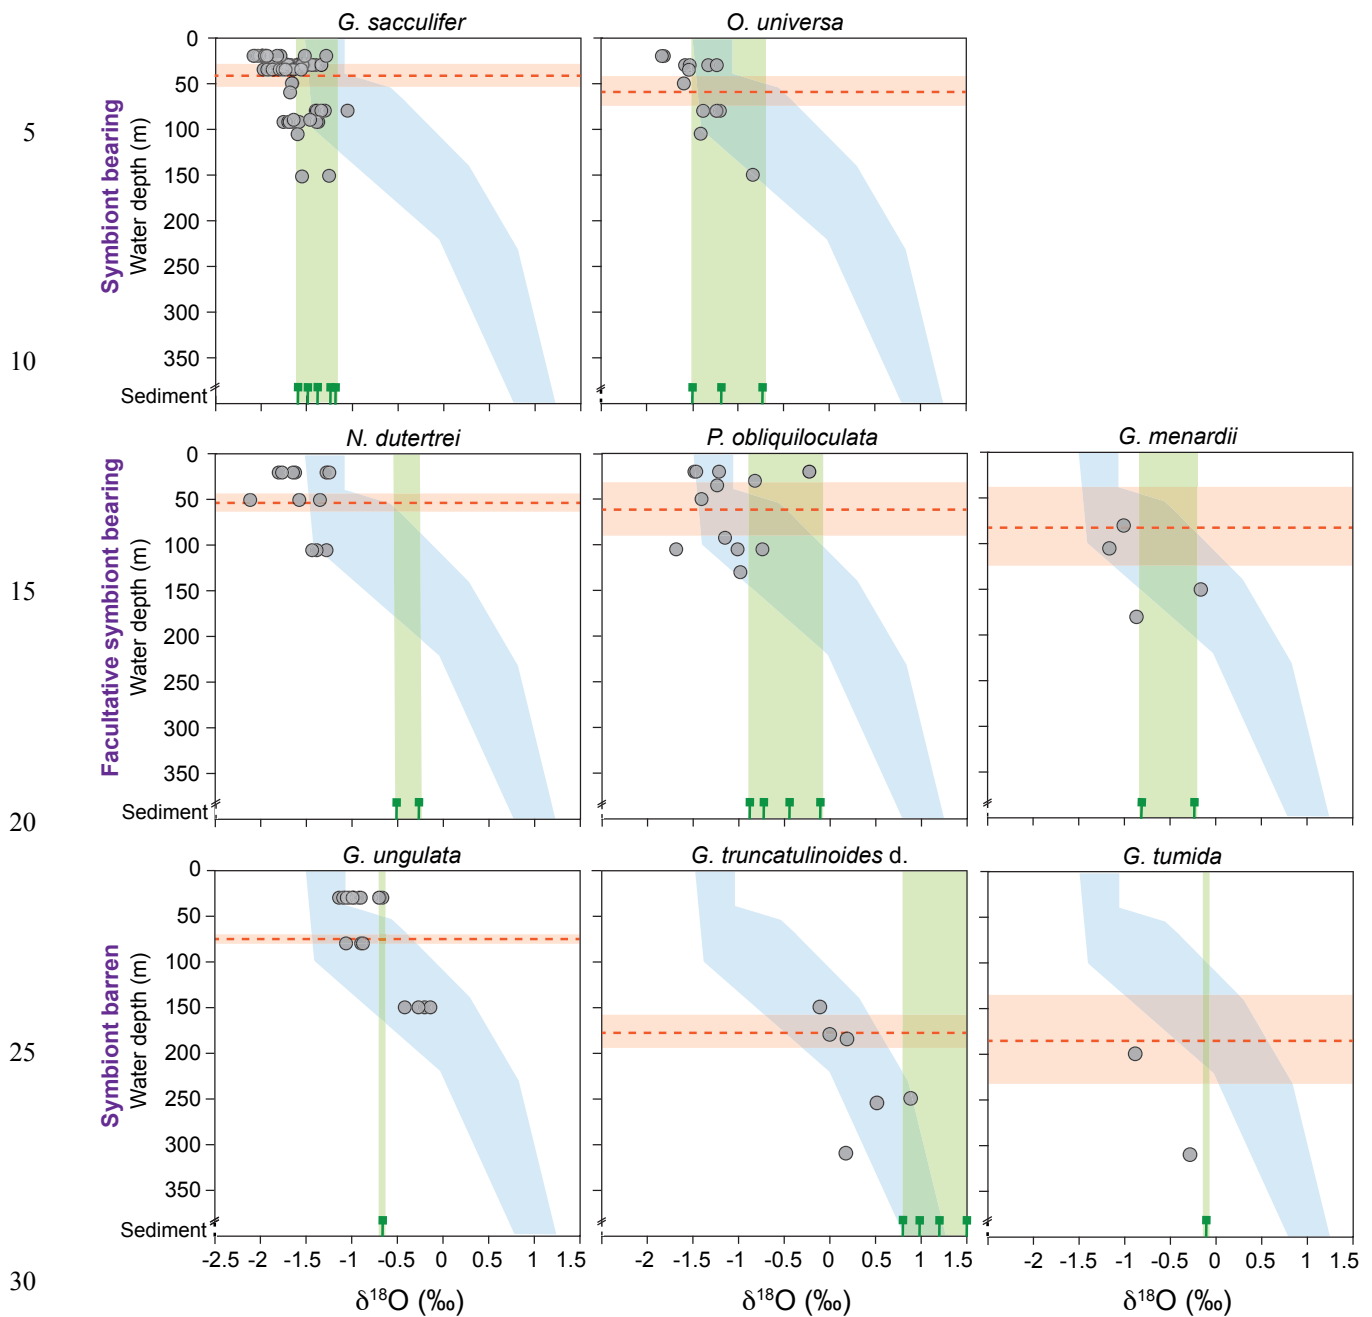 G. sacculifer
O. universa
0
50
100
150
200
250
300
350
Sediment
Symbiont bearing
Water depth (m)
5
10
N. dutertrei
P. obliquiloculata
G. menardii
0
50
100
150
200
250
300
350
Sediment
Facultative symbiont bearing
Water depth (m)
15
20
G. ungulata
G. truncatulinoides d.
G. tumida
0
50
100
150
200
250
300
350
Sediment
Symbiont barren
Water depth (m)
25
-2.5 -2 -1.5 -1 -0.5 0 0.5 1 1.5
-2 -1 -0.5 0 0.5 1 1.5
-2 -1 -0.5 0 0.5 1 1.5
δ¹⁸O (‰)
δ¹⁸O (‰)
δ¹⁸O (‰)
30